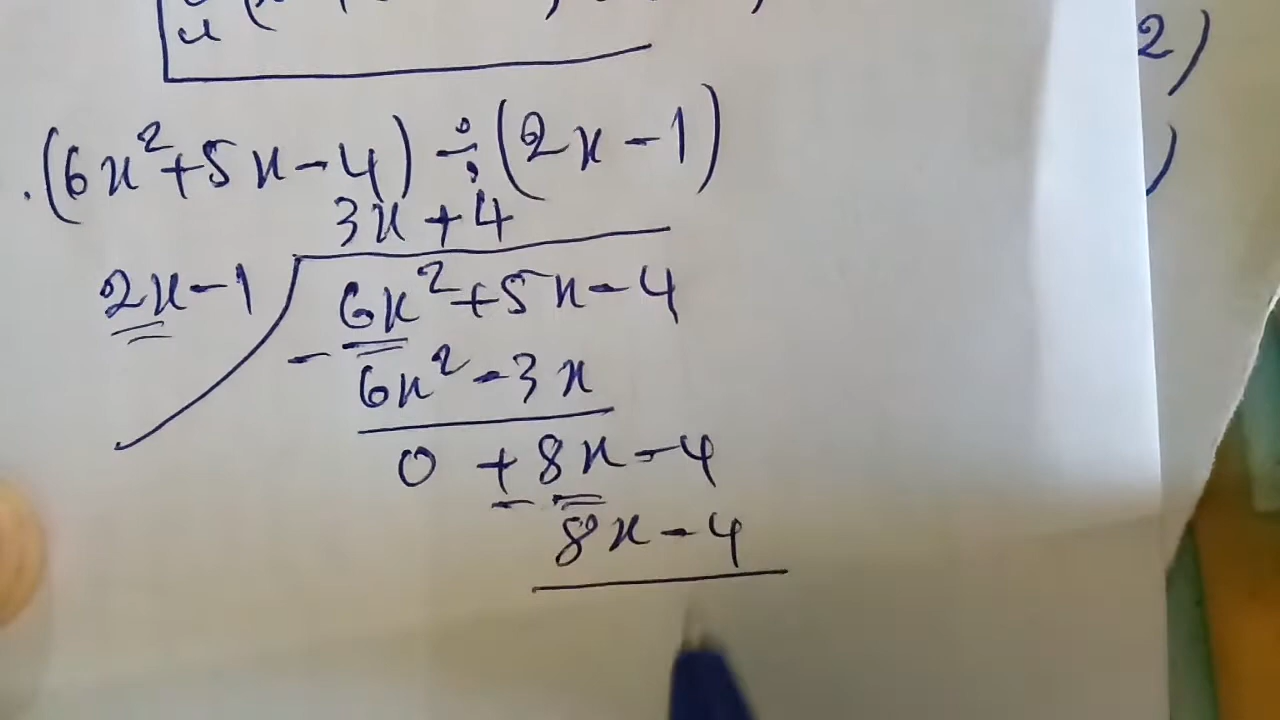 .(6x²+5x-4) ÷ (2x-1)
3x+4
2x-1 6x²+5x-4
- 6x²-3x
0 +8x-4
- 8x-4
2)
)